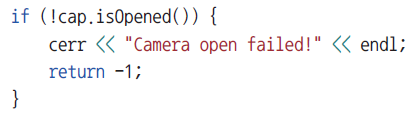 if (!cap.isOpened()) {
    cerr << "Camera open failed!" << endl;
    return -1;
}